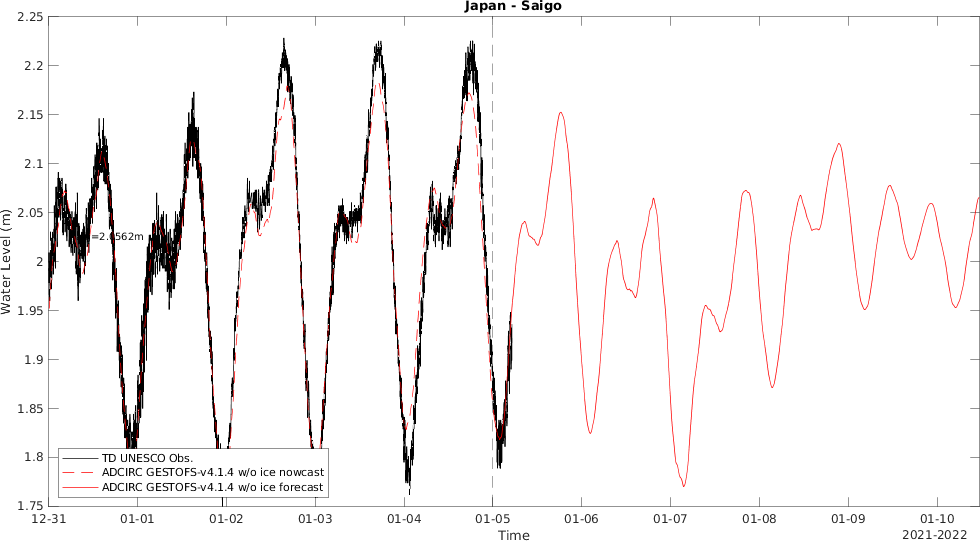 Japan - Saigo
2.25
2.2
2.15
2.1
2.05
2
1.95
1.9
1.85
1.8
1.75
Water Level (m)
=2.0562m
TD UNESCO Obs.
ADCIRC GESTOFS-v4.1.4 w/o ice nowcast
ADCIRC GESTOFS-v4.1.4 w/o ice forecast
12-31 01-01 01-02 01-03 01-04 01-05 01-06 01-07 01-08 01-09 01-10
Time
2021-2022